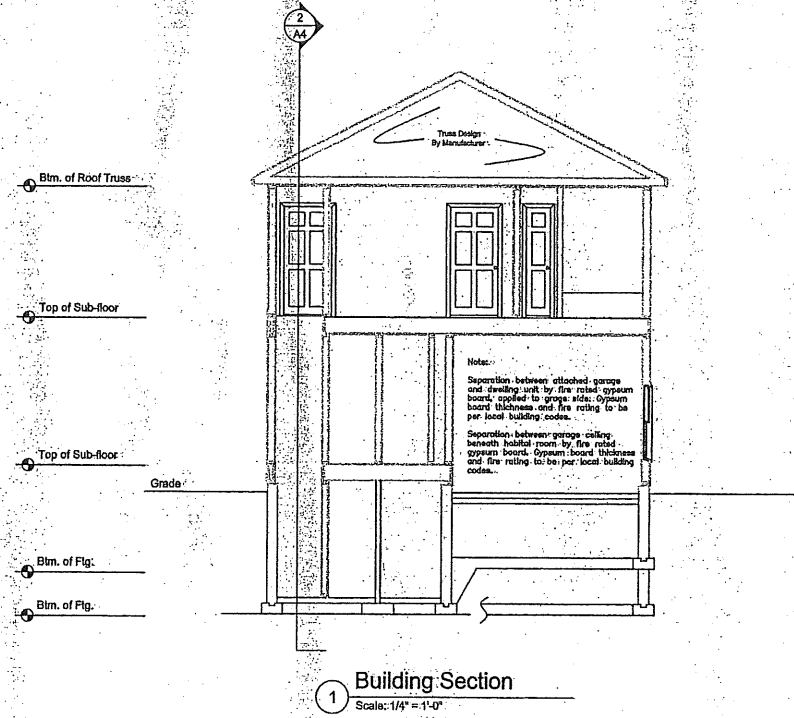 2
A4
Truss Design
By Manufacturer
Btm. of Roof Truss
Top of Sub-floor
Note:
Separation between attached garage
and dwelling unit by fire rated gypsum
board, applied to grage side. Gypsum
board thichness and fire rating to be
per local building codes.
Separation between garage ceiling
beneath habitol room by fire rated
gypsum board. Gypsum board thickness
and fire rating to be per local building
codes.
Top of Sub-floor
Grade
Btm. of Ftg.
Btm. of Ftg.
1
Building Section
Scale: 1/4" = 1'-0"